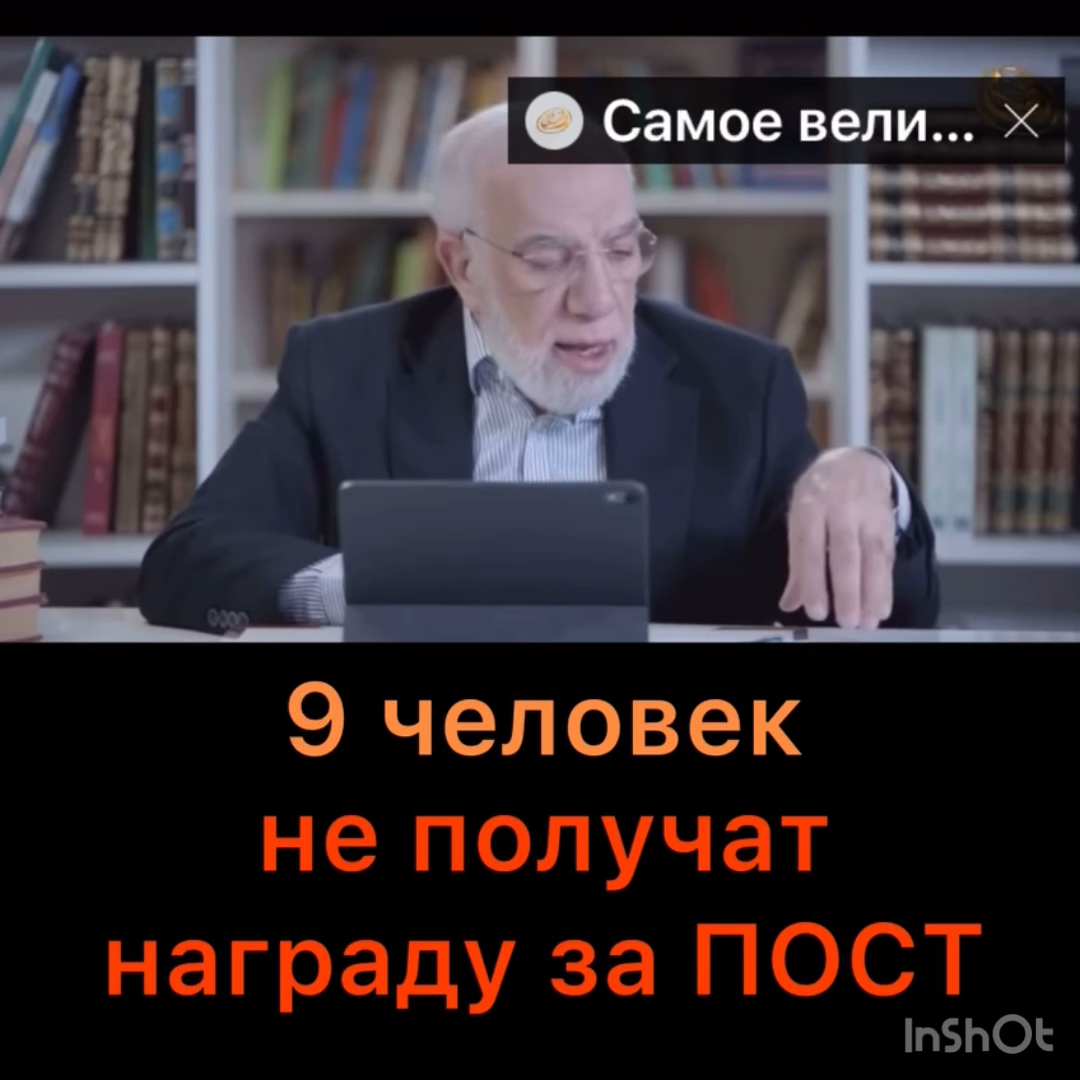 Самое вели...
9 человек
не получат
награду за ПОСТ
InShOt